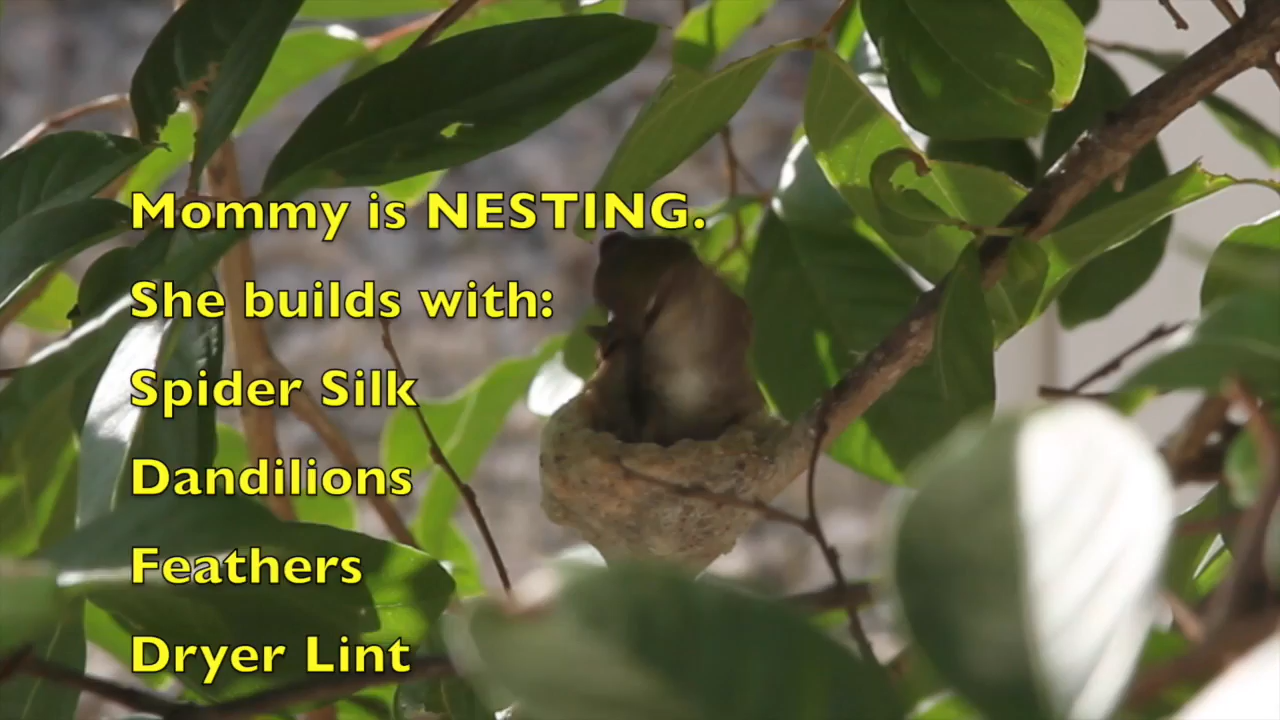 Mommy is NESTING.
She builds with:
Spider Silk
Dandilions
Feathers
Dryer Lint